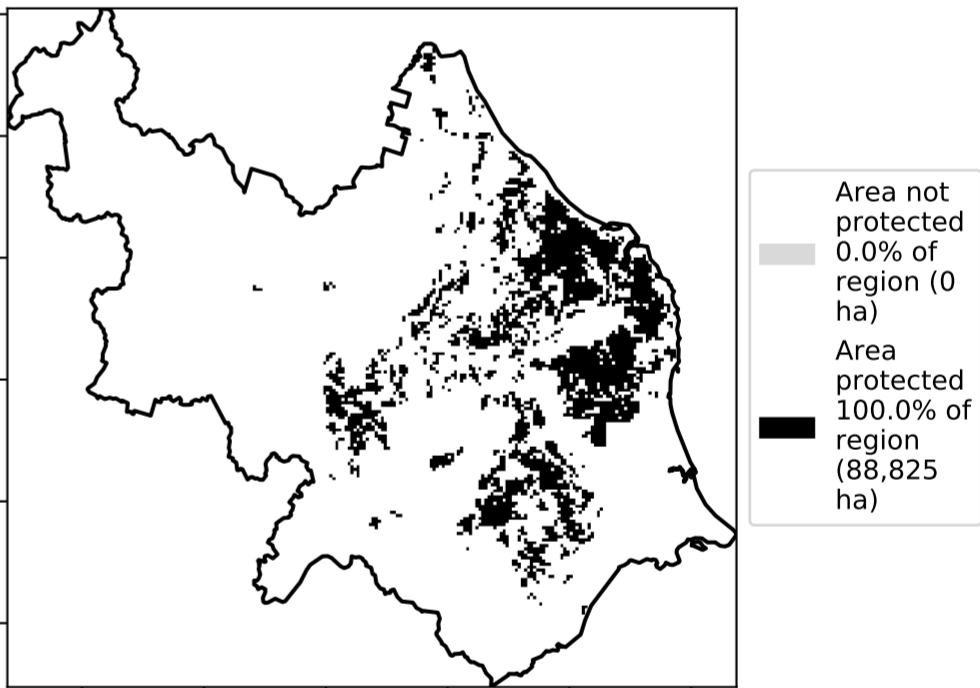 Area not
protected
0.0% of
region (0
ha)
Area
protected
100.0% of
region
(88,825
ha)